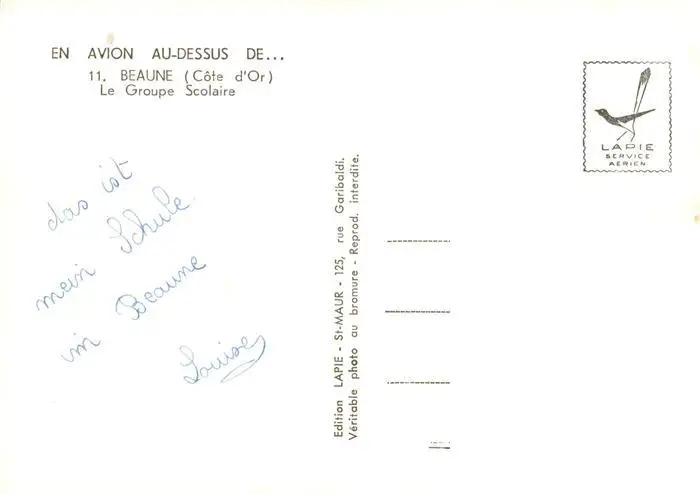 EN AVION AU-DESSUS DE...
11. BEAUNE (Côte d'Or)
Le Groupe Scolaire
das ist
mein Schule
in Beaune
Louise
Edition LAPIE - St-MAUR - 125, rue Garibaldi.
Véritable photo au bromure - Reprod. interdite.
LAPIE
SERVICE
AERIEN